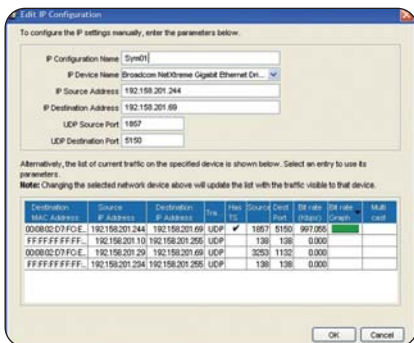 Edit IP Configuration
To configure the IP settings manually, enter the parameters below.
IP Configuration Name Sym01
IP Device Name Broadcom NetXtreme Gigabit Ethernet Dri...
IP Source Address 192.158.201.244
IP Destination Address 192.158.201.69
UDP Source Port 1857
UDP Destination Port 5150
Alternatively, the list of current traffic on the specified device is shown below. Select an entry to use its
parameters.
Note: Changing the selected network device above will update the list with the traffic visible to that device.
Destination MAC Address Source IP Address Destination IP Address Tra... Has TS Source Port Dest Port Bit rate (Kbps) Bit rate Graph Multi cast
00:08:02:D7:FC:E... 192.158.201.244 192.158.201.69 UDP ✔ 1857 5150 997.055
FF:FF:FF:FF:FF:... 192.158.201.10 192.158.201.255 UDP 138 138 0.000
00:08:02:D7:FC:E... 192.158.201.29 192.158.201.69 UDP 3253 1132 0.000
FF:FF:FF:FF:FF:... 192.158.201.234 192.158.201.255 UDP 138 138 0.000
OK Cancel